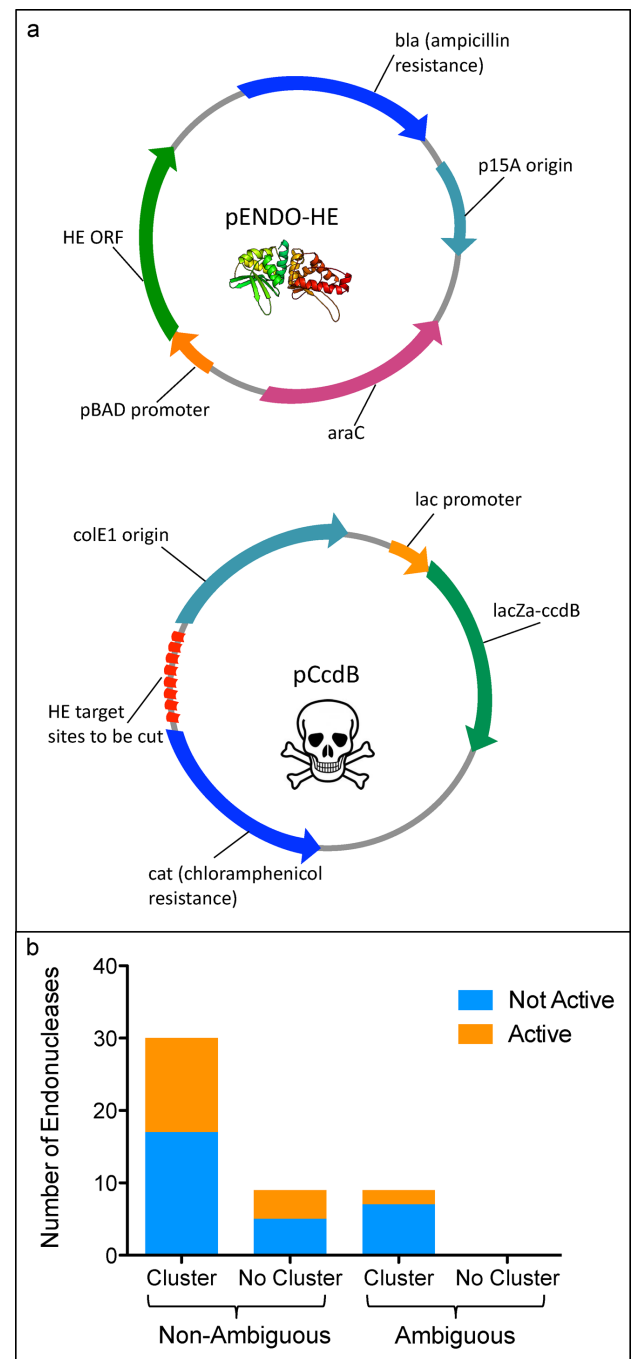 a
bla (ampicillin
resistance)
p15A origin
pENDO-HE
HE ORF
pBAD promoter
araC
lac promoter
colE1 origin
lacZa-ccdB
pCcdB
HE target
sites to be cut
cat (chloramphenicol
resistance)
b
Number of Endonucleases
40
30
20
10
0
Not Active
Active
Cluster No Cluster Cluster No Cluster
Non-Ambiguous Ambiguous